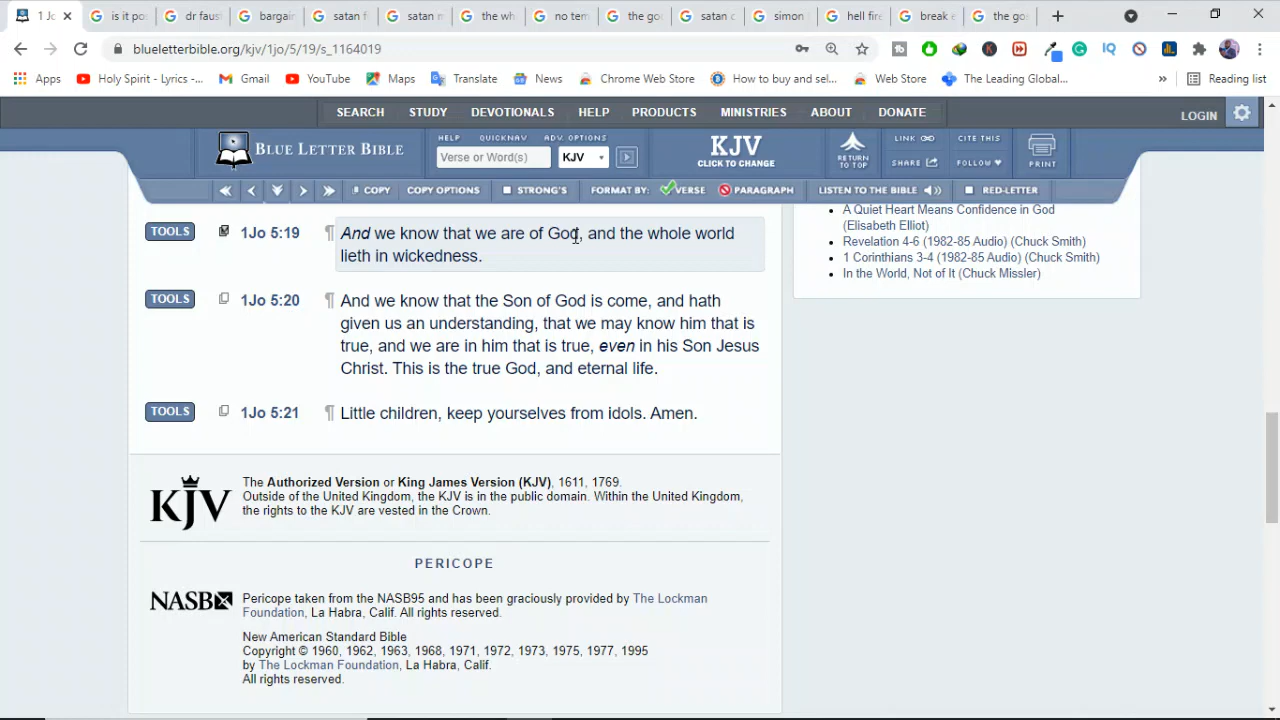 1 Jo
is it pos
dr faust
bargain
satan f
satan m
the wh
no tem
the go
satan c
simon
hell fire
break e
the go
blueletterbible.org/kjv/1jo/5/19/s_1164019
Apps
Holy Spirit - Lyrics -...
Gmail
YouTube
Maps
Translate
News
Chrome Web Store
How to buy and sel...
Web Store
The Leading Global...
Reading list
SEARCH STUDY DEVOTIONALS HELP PRODUCTS MINISTRIES ABOUT DONATE
LOGIN
BLUE LETTER BIBLE
HELP QUICKNAV ADV. OPTIONS
Verse or Word(s)
KJV
KJV
CLICK TO CHANGE
RETURN
TO TOP
LINK
SHARE
CITE THIS
FOLLOW
PRINT
COPY COPY OPTIONS STRONG'S FORMAT BY: VERSE PARAGRAPH LISTEN TO THE BIBLE RED-LETTER
TOOLS 1Jo 5:19 ¶ And we know that we are of God, and the whole world
lieth in wickedness.
TOOLS 1Jo 5:20 ¶ And we know that the Son of God is come, and hath
given us an understanding, that we may know him that is
true, and we are in him that is true, even in his Son Jesus
Christ. This is the true God, and eternal life.
TOOLS 1Jo 5:21 ¶ Little children, keep yourselves from idols. Amen.
A Quiet Heart Means Confidence in God
(Elisabeth Elliot)
Revelation 4-6 (1982-85 Audio) (Chuck Smith)
1 Corinthians 3-4 (1982-85 Audio) (Chuck Smith)
In the World, Not of It (Chuck Missler)
KJV
The Authorized Version or King James Version (KJV), 1611, 1769.
Outside of the United Kingdom, the KJV is in the public domain. Within the United Kingdom,
the rights to the KJV are vested in the Crown.
PERICOPE
NASB
Pericope taken from the NASB95 and has been graciously provided by The Lockman
Foundation, La Habra, Calif. All rights reserved.
New American Standard Bible
Copyright © 1960, 1962, 1963, 1968, 1971, 1972, 1973, 1975, 1977, 1995
by The Lockman Foundation, La Habra, Calif.
All rights reserved.